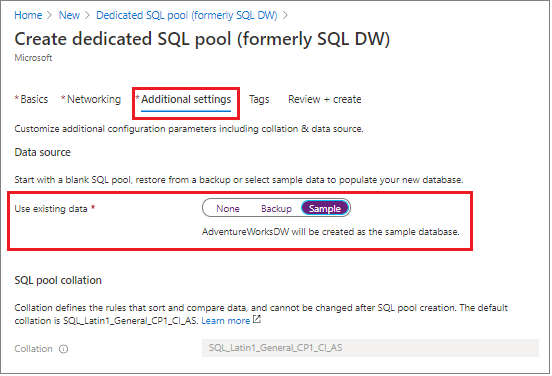 Home > New > Dedicated SQL pool (formerly SQL DW) >
Create dedicated SQL pool (formerly SQL DW)
Microsoft
* Basics * Networking * Additional settings Tags Review + create
Customize additional configuration parameters including collation & data source.
Data source
Start with a blank SQL pool, restore from a backup or select sample data to populate your new database.
Use existing data * None Backup Sample
AdventureWorksDW will be created as the sample database.
SQL pool collation
Collation defines the rules that sort and compare data, and cannot be changed after SQL pool creation. The default
collation is SQL_Latin1_General_CP1_CI_AS. Learn more
Collation SQL_Latin1_General_CP1_CI_AS